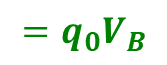 = q₀V_B